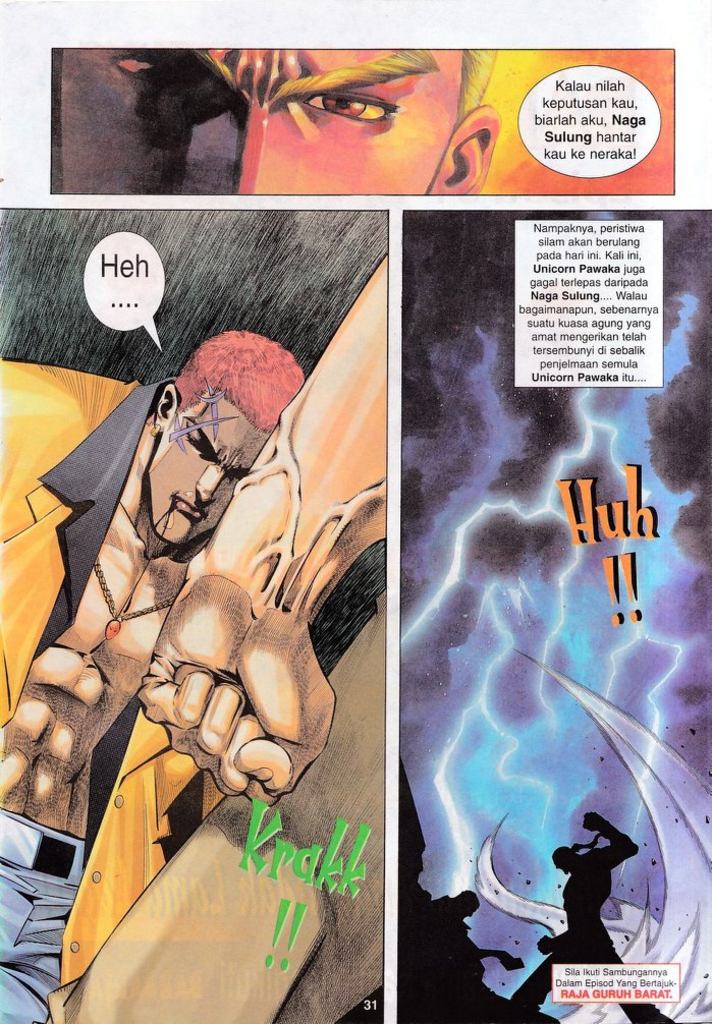 Kalau nilah
keputusan kau,
biarlah aku, Naga
Sulung hantar
kau ke neraka!
Heh
....
Nampaknya, peristiwa
silam akan berulang
pada hari ini. Kali ini,
Unicorn Pawaka juga
gagal terlepas daripada
Naga Sulung.... Walau
bagaimanapun, sebenarnya
suatu kuasa agung yang
amat mengerikan telah
tersembunyi di sebalik
penjelmaan semula
Unicorn Pawaka itu....
Huh
!!
Krakk
!!
Sila Ikuti Sambungannya
Dalam Episod Yang Bertajuk-
RAJA GURUH BARAT.
31